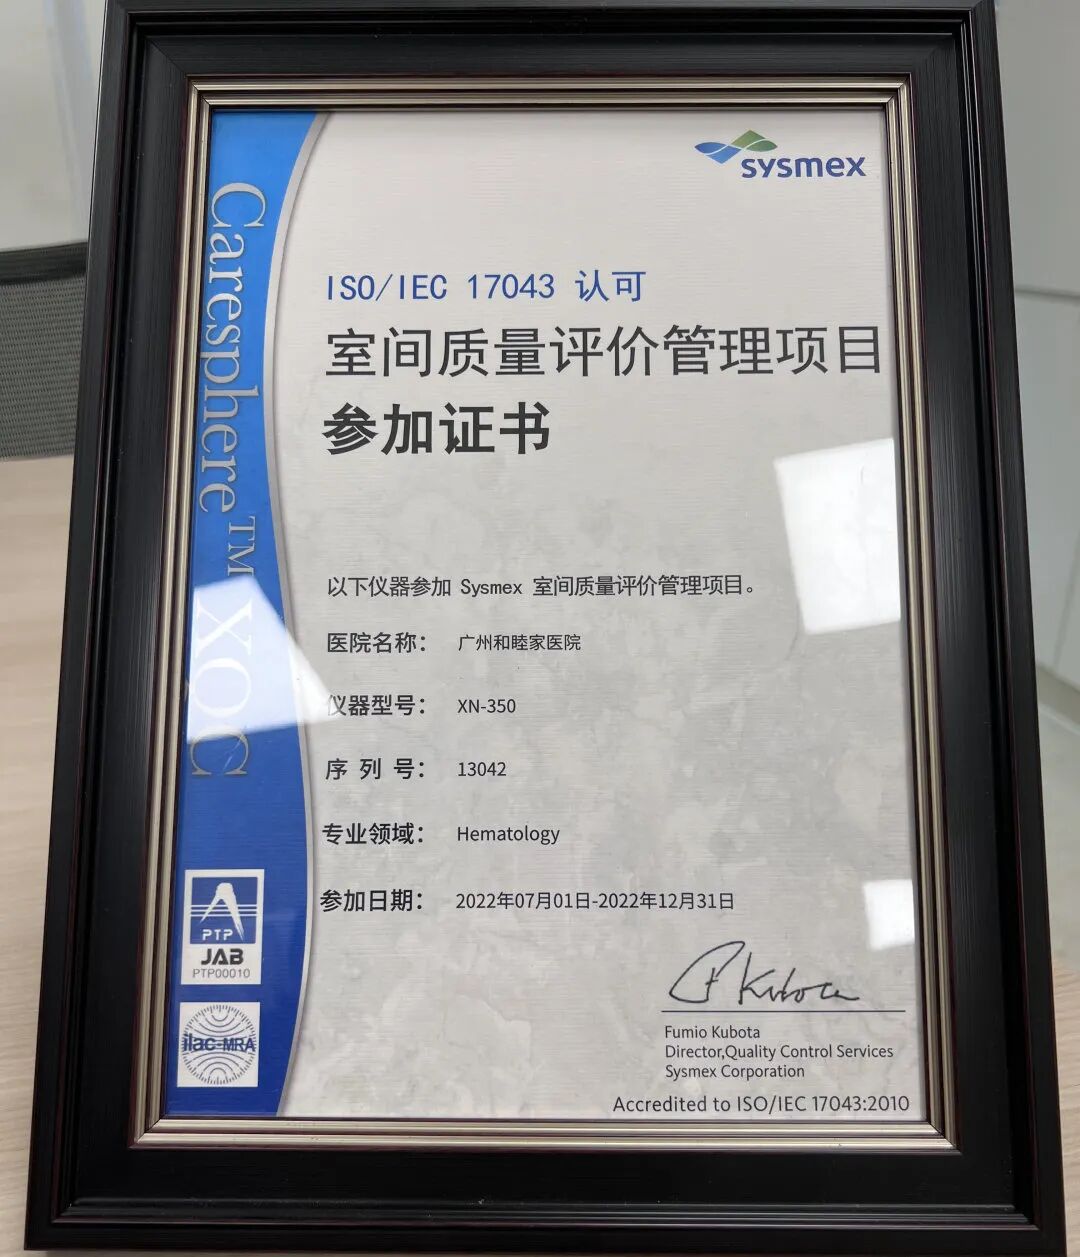 sysmex
Caresphere™ XQC
ISO/IEC 17043 认可
室间质量评价管理项目
参加证书
以下仪器参加 Sysmex 室间质量评价管理项目。
医院名称： 广州和睦家医院
仪器型号： XN-350
序 列 号： 13042
专业领域： Hematology
参加日期： 2022年07月01日-2022年12月31日
PTP
JAB
PTP00010
ilac-MRA
F Kubota
Fumio Kubota
Director,Quality Control Services
Sysmex Corporation
Accredited to ISO/IEC 17043:2010